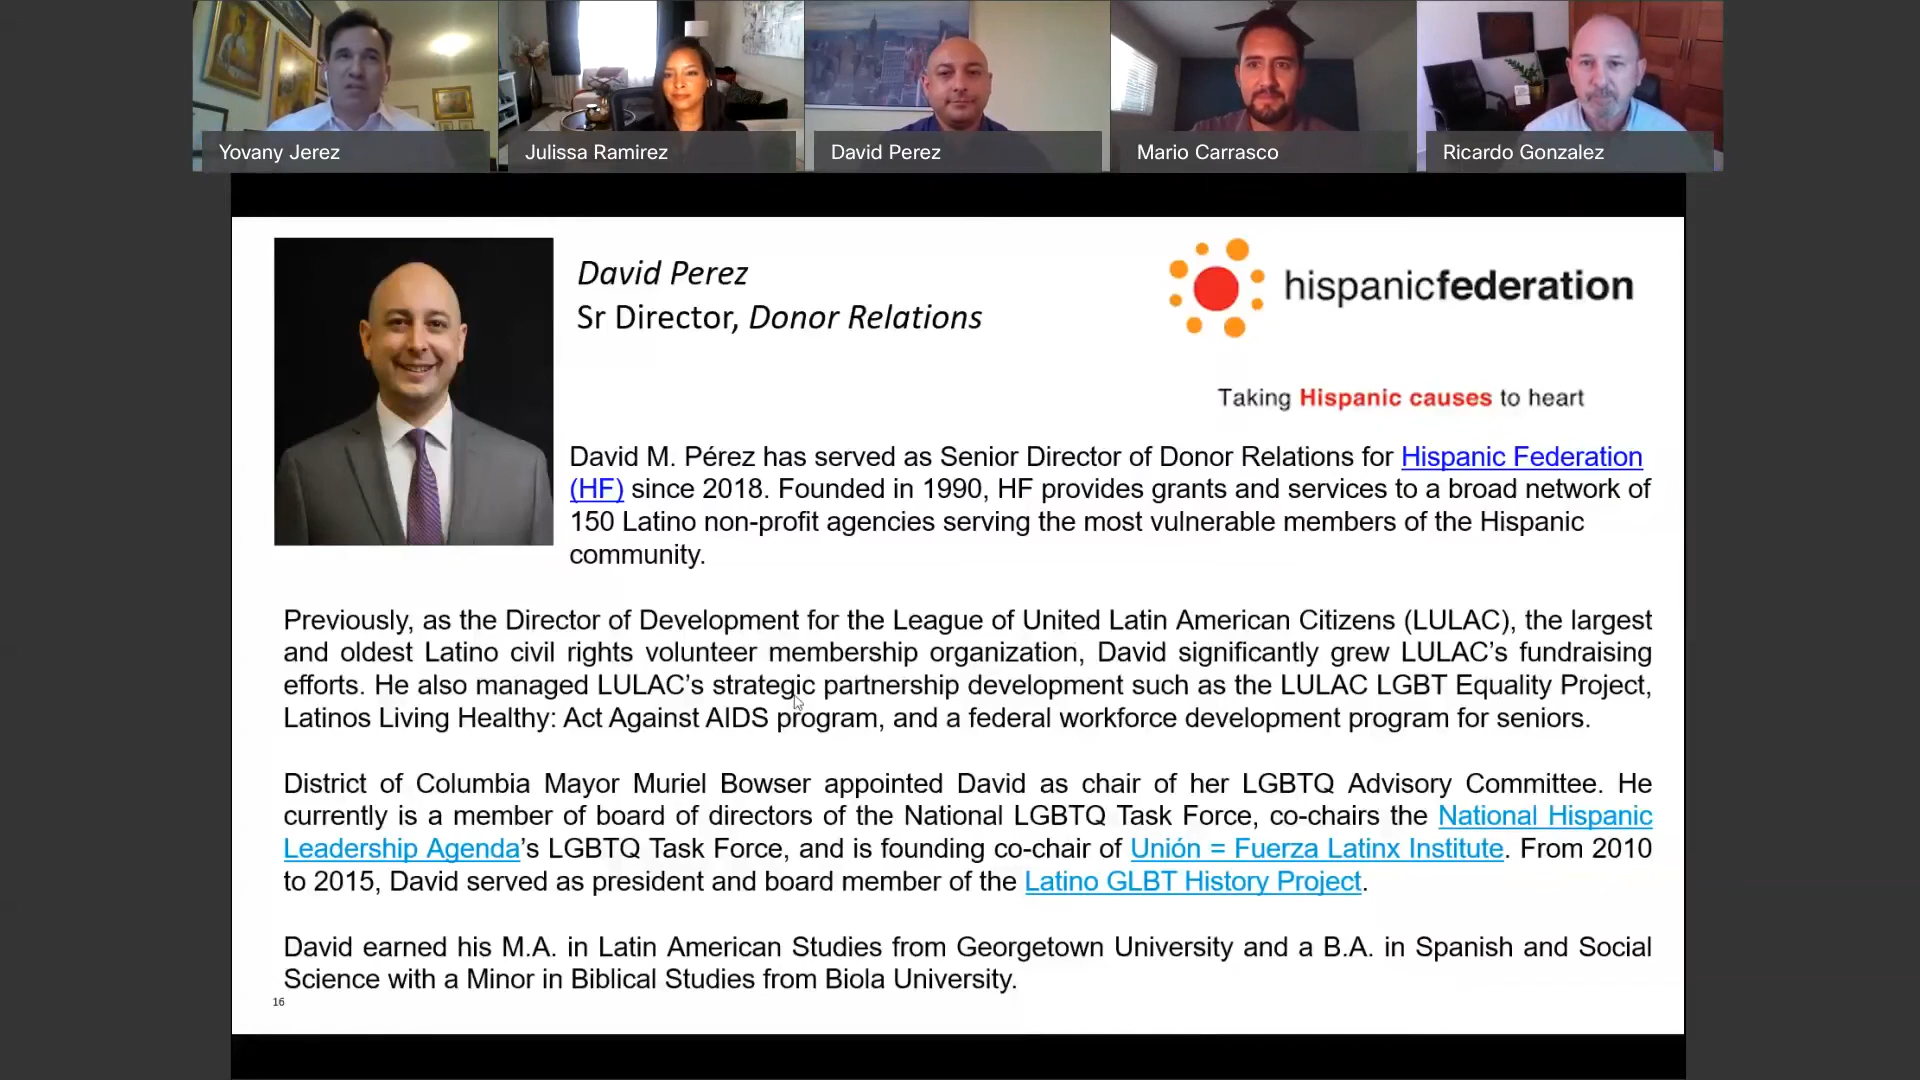 Yovany Jerez
Julissa Ramirez
David Perez
Mario Carrasco
Ricardo Gonzalez
David Perez
Sr Director, Donor Relations
hispanicfederation
Taking Hispanic causes to heart
David M. Pérez has served as Senior Director of Donor Relations for Hispanic Federation
(HF) since 2018. Founded in 1990, HF provides grants and services to a broad network of
150 Latino non-profit agencies serving the most vulnerable members of the Hispanic
community.
Previously, as the Director of Development for the League of United Latin American Citizens (LULAC), the largest
and oldest Latino civil rights volunteer membership organization, David significantly grew LULAC’s fundraising
efforts. He also managed LULAC’s strategic partnership development such as the LULAC LGBT Equality Project,
Latinos Living Healthy: Act Against AIDS program, and a federal workforce development program for seniors.
District of Columbia Mayor Muriel Bowser appointed David as chair of her LGBTQ Advisory Committee. He
currently is a member of board of directors of the National LGBTQ Task Force, co-chairs the National Hispanic
Leadership Agenda’s LGBTQ Task Force, and is founding co-chair of Unión = Fuerza Latinx Institute. From 2010
to 2015, David served as president and board member of the Latino GLBT History Project.
David earned his M.A. in Latin American Studies from Georgetown University and a B.A. in Spanish and Social
Science with a Minor in Biblical Studies from Biola University.
16